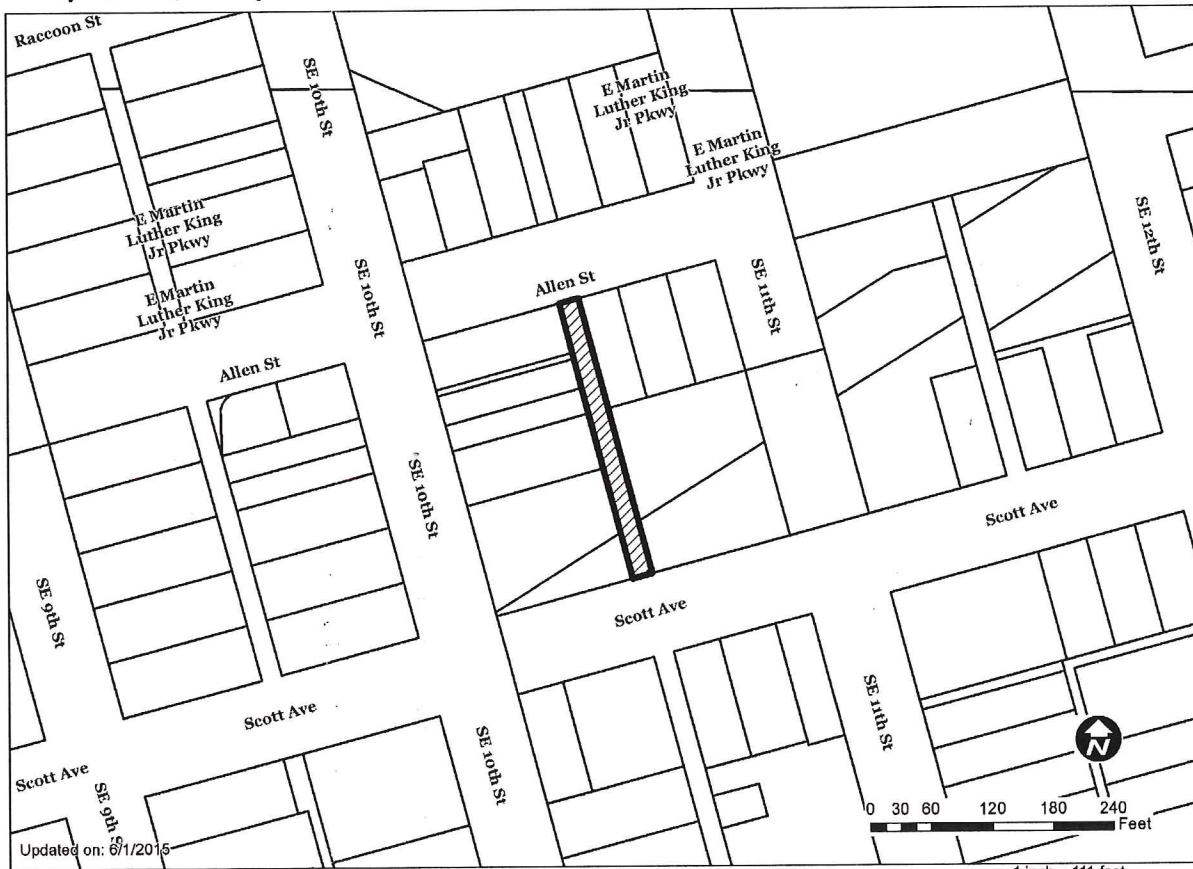 Raccoon St
SE 10th St
E Martin
Luther King
Jr Pkwy
E Martin
Luther King
Jr Pkwy
E Martin
Luther King
Jr Pkwy
E Martin
Luther King
Jr Pkwy
SE 10th St
Allen St
SE 11th St
SE 12th St
Allen St
SE 10th St
SE 9th St
Scott Ave
Scott Ave
Scott Ave
SE 10th St
SE 11th St
Scott Ave
SE 9th St
N
0 30 60 120 180 240
Feet
Updated on: 6/1/2015